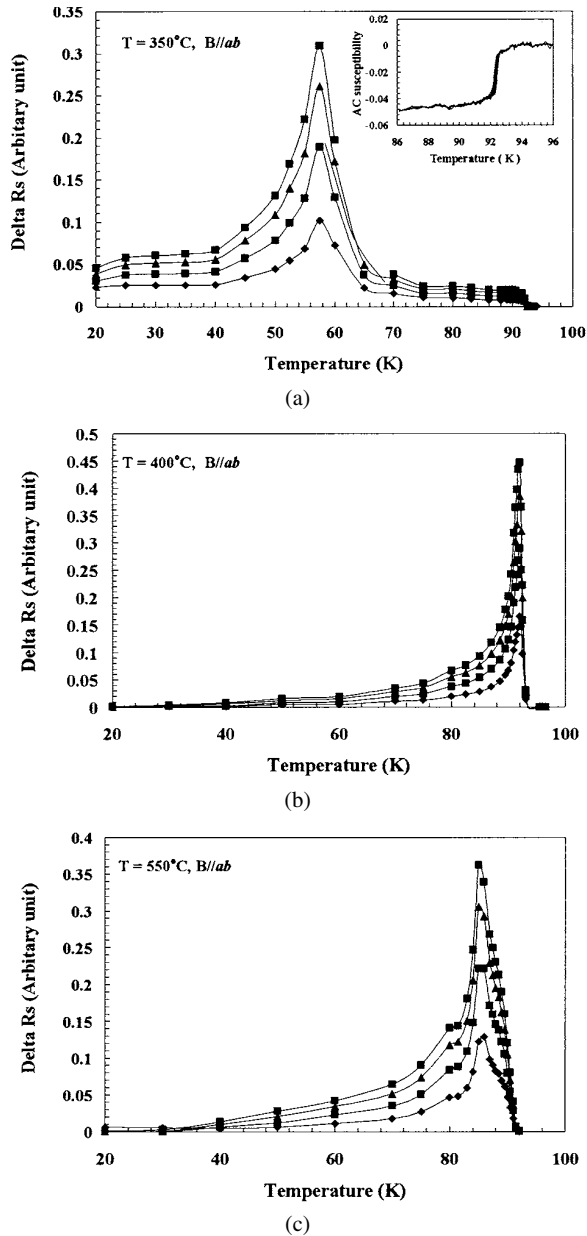 T = 350°C, B//ab
Delta Rs (Arbitary unit)
0.35
0.3
0.25
0.2
0.15
0.1
0.05
0
20 30 40 50 60 70 80 90 100
Temperature (K)
AC susceptibility
0.02
0
-0.02
-0.04
-0.06
86 88 90 92 94 96
Temperature ( K )
(a)
T = 400°C, B//ab
Delta Rs (Arbitary unit)
0.5
0.45
0.4
0.35
0.3
0.25
0.2
0.15
0.1
0.05
0
20 40 60 80 100
Temperature (K)
(b)
T = 550°C, B//ab
Delta Rs (Arbitary unit)
0.4
0.35
0.3
0.25
0.2
0.15
0.1
0.05
0
20 40 60 80 100
Temperature (K)
(c)